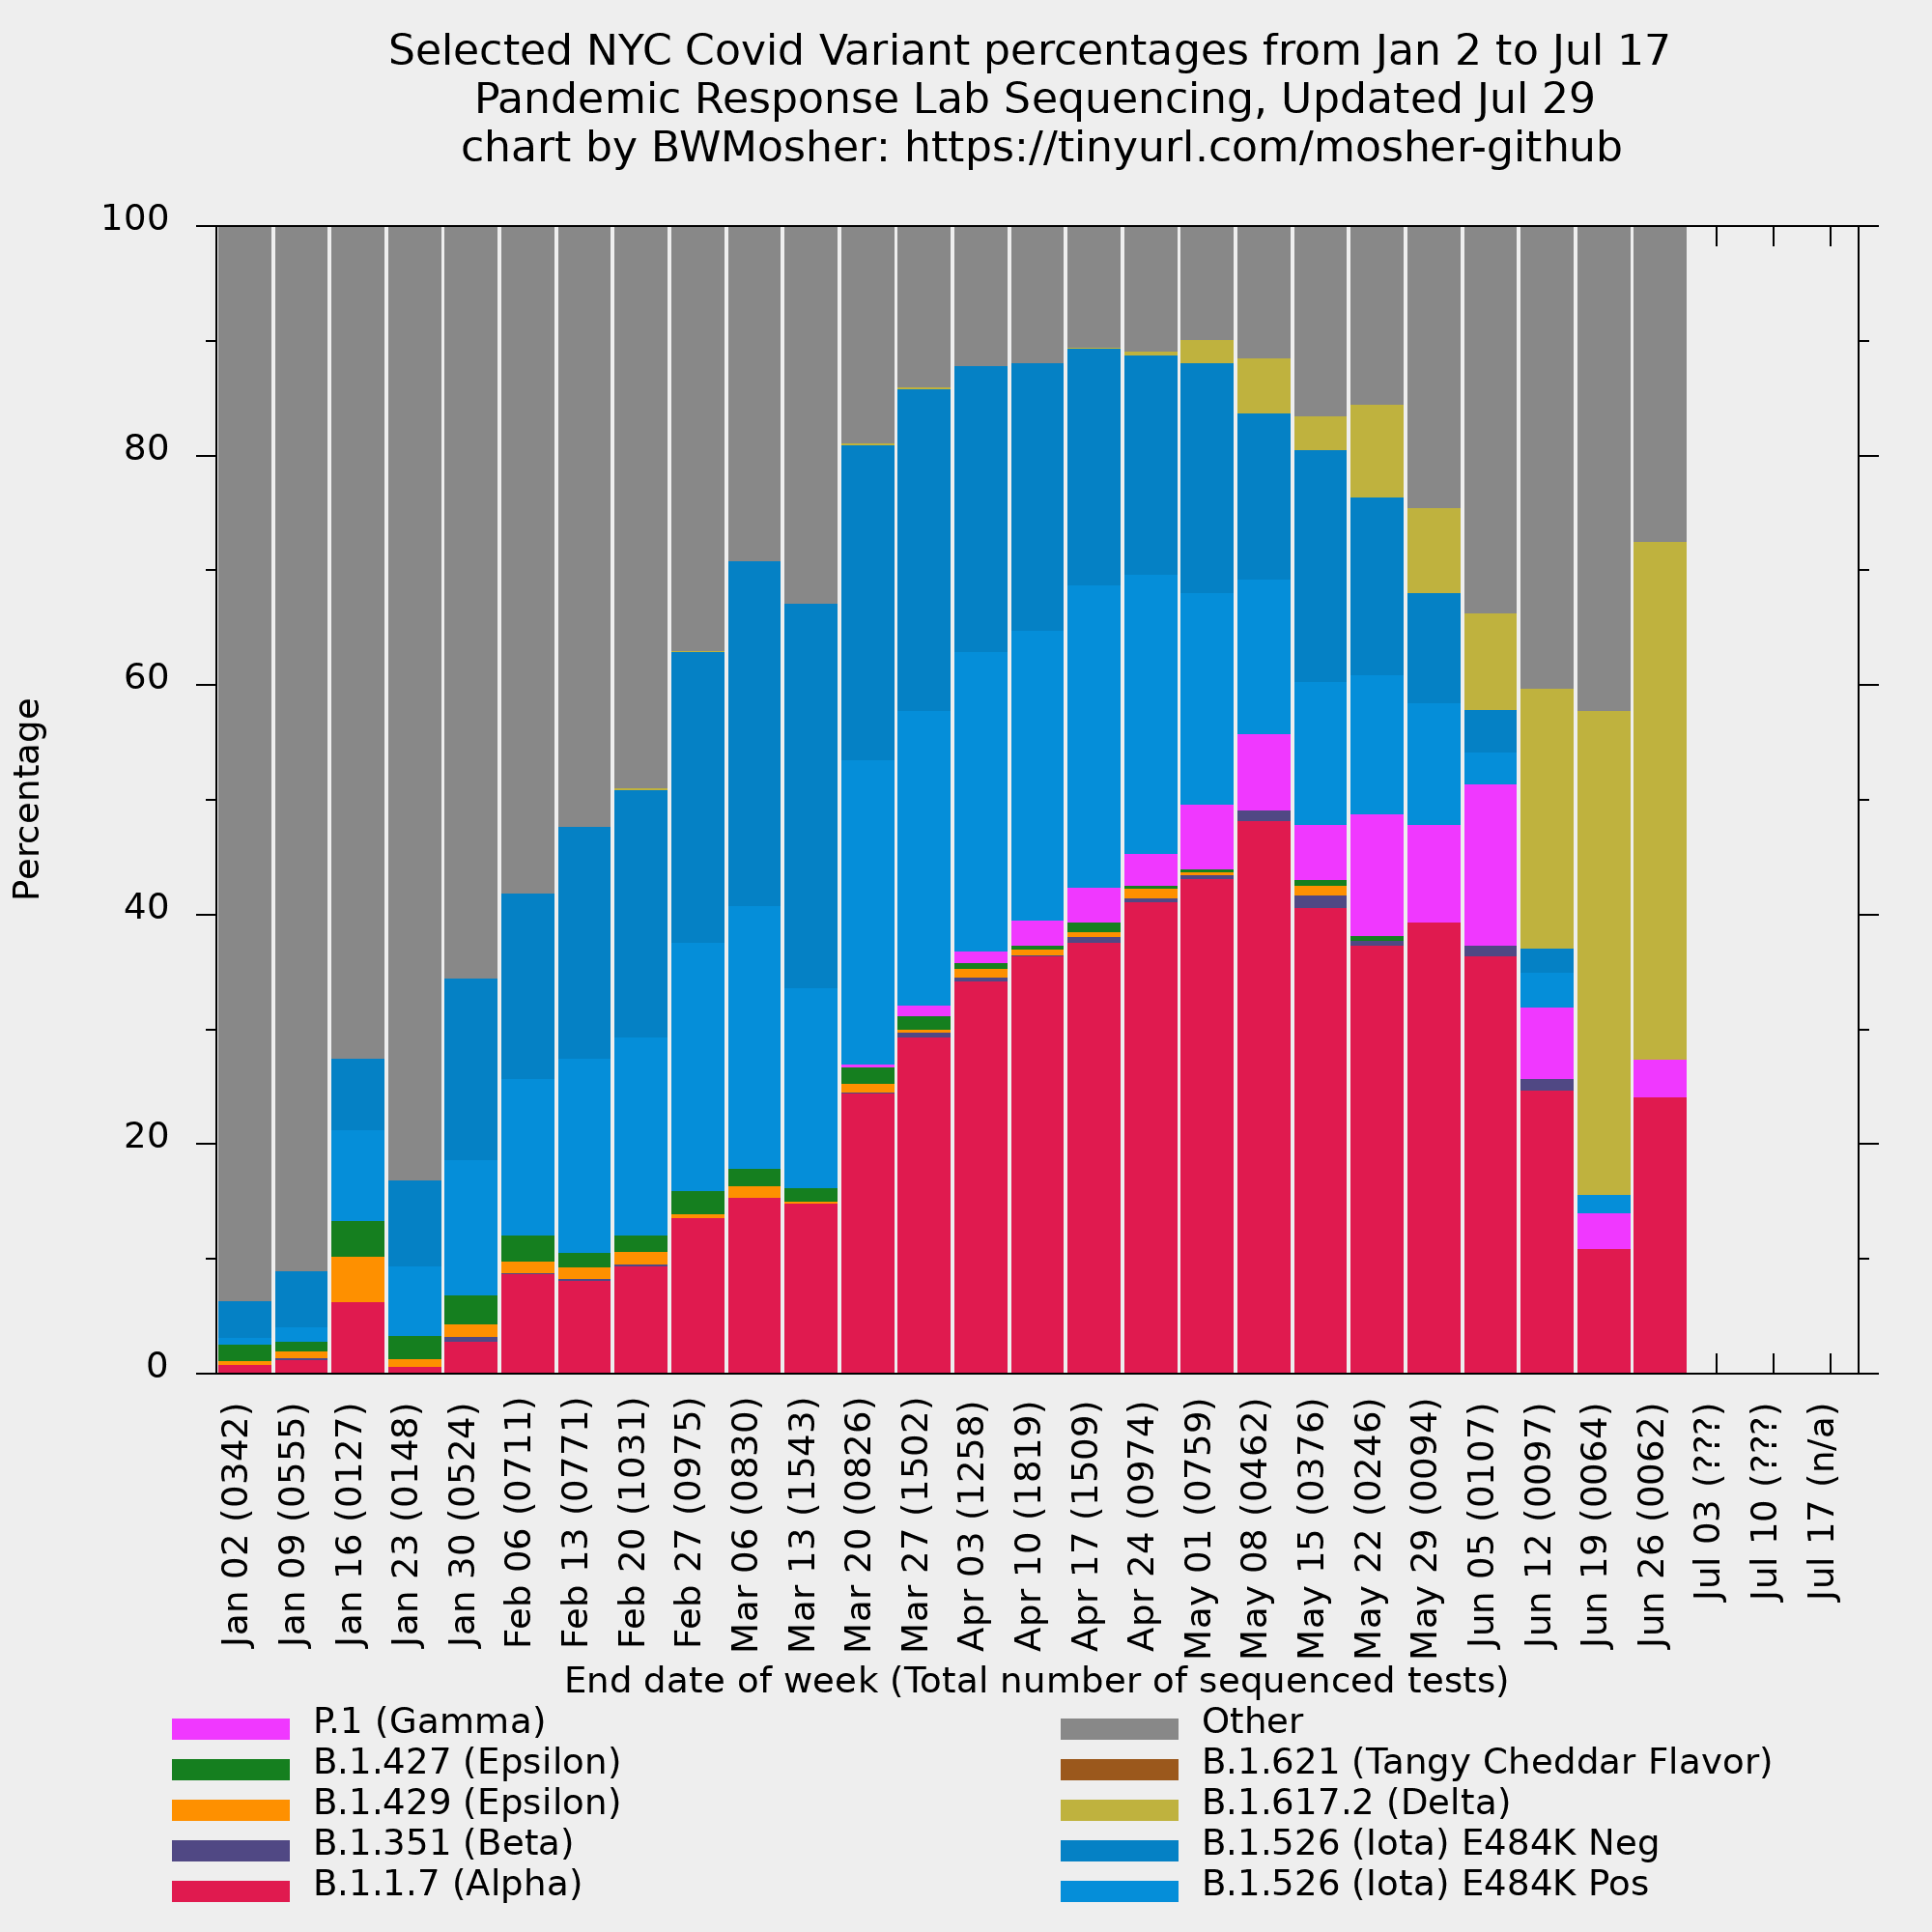 Selected NYC Covid Variant percentages from Jan 2 to Jul 17
Pandemic Response Lab Sequencing, Updated Jul 29
chart by BWMosher: https://tinyurl.com/mosher-github
100
80
60
40
20
0
Percentage
Jan 02 (0342)
Jan 09 (0555)
Jan 16 (0127)
Jan 23 (0148)
Jan 30 (0524)
Feb 06 (0711)
Feb 13 (0771)
Feb 20 (1031)
Feb 27 (0975)
Mar 06 (0830)
Mar 13 (1543)
Mar 20 (0826)
Mar 27 (1502)
Apr 03 (1258)
Apr 10 (1819)
Apr 17 (1509)
Apr 24 (0974)
May 01 (0759)
May 08 (0462)
May 15 (0376)
May 22 (0246)
May 29 (0094)
Jun 05 (0107)
Jun 12 (0097)
Jun 19 (0064)
Jun 26 (0062)
Jul 03 (???)
Jul 10 (???)
Jul 17 (n/a)
End date of week (Total number of sequenced tests)
P.1 (Gamma)
B.1.427 (Epsilon)
B.1.429 (Epsilon)
B.1.351 (Beta)
B.1.1.7 (Alpha)
Other
B.1.621 (Tangy Cheddar Flavor)
B.1.617.2 (Delta)
B.1.526 (Iota) E484K Neg
B.1.526 (Iota) E484K Pos